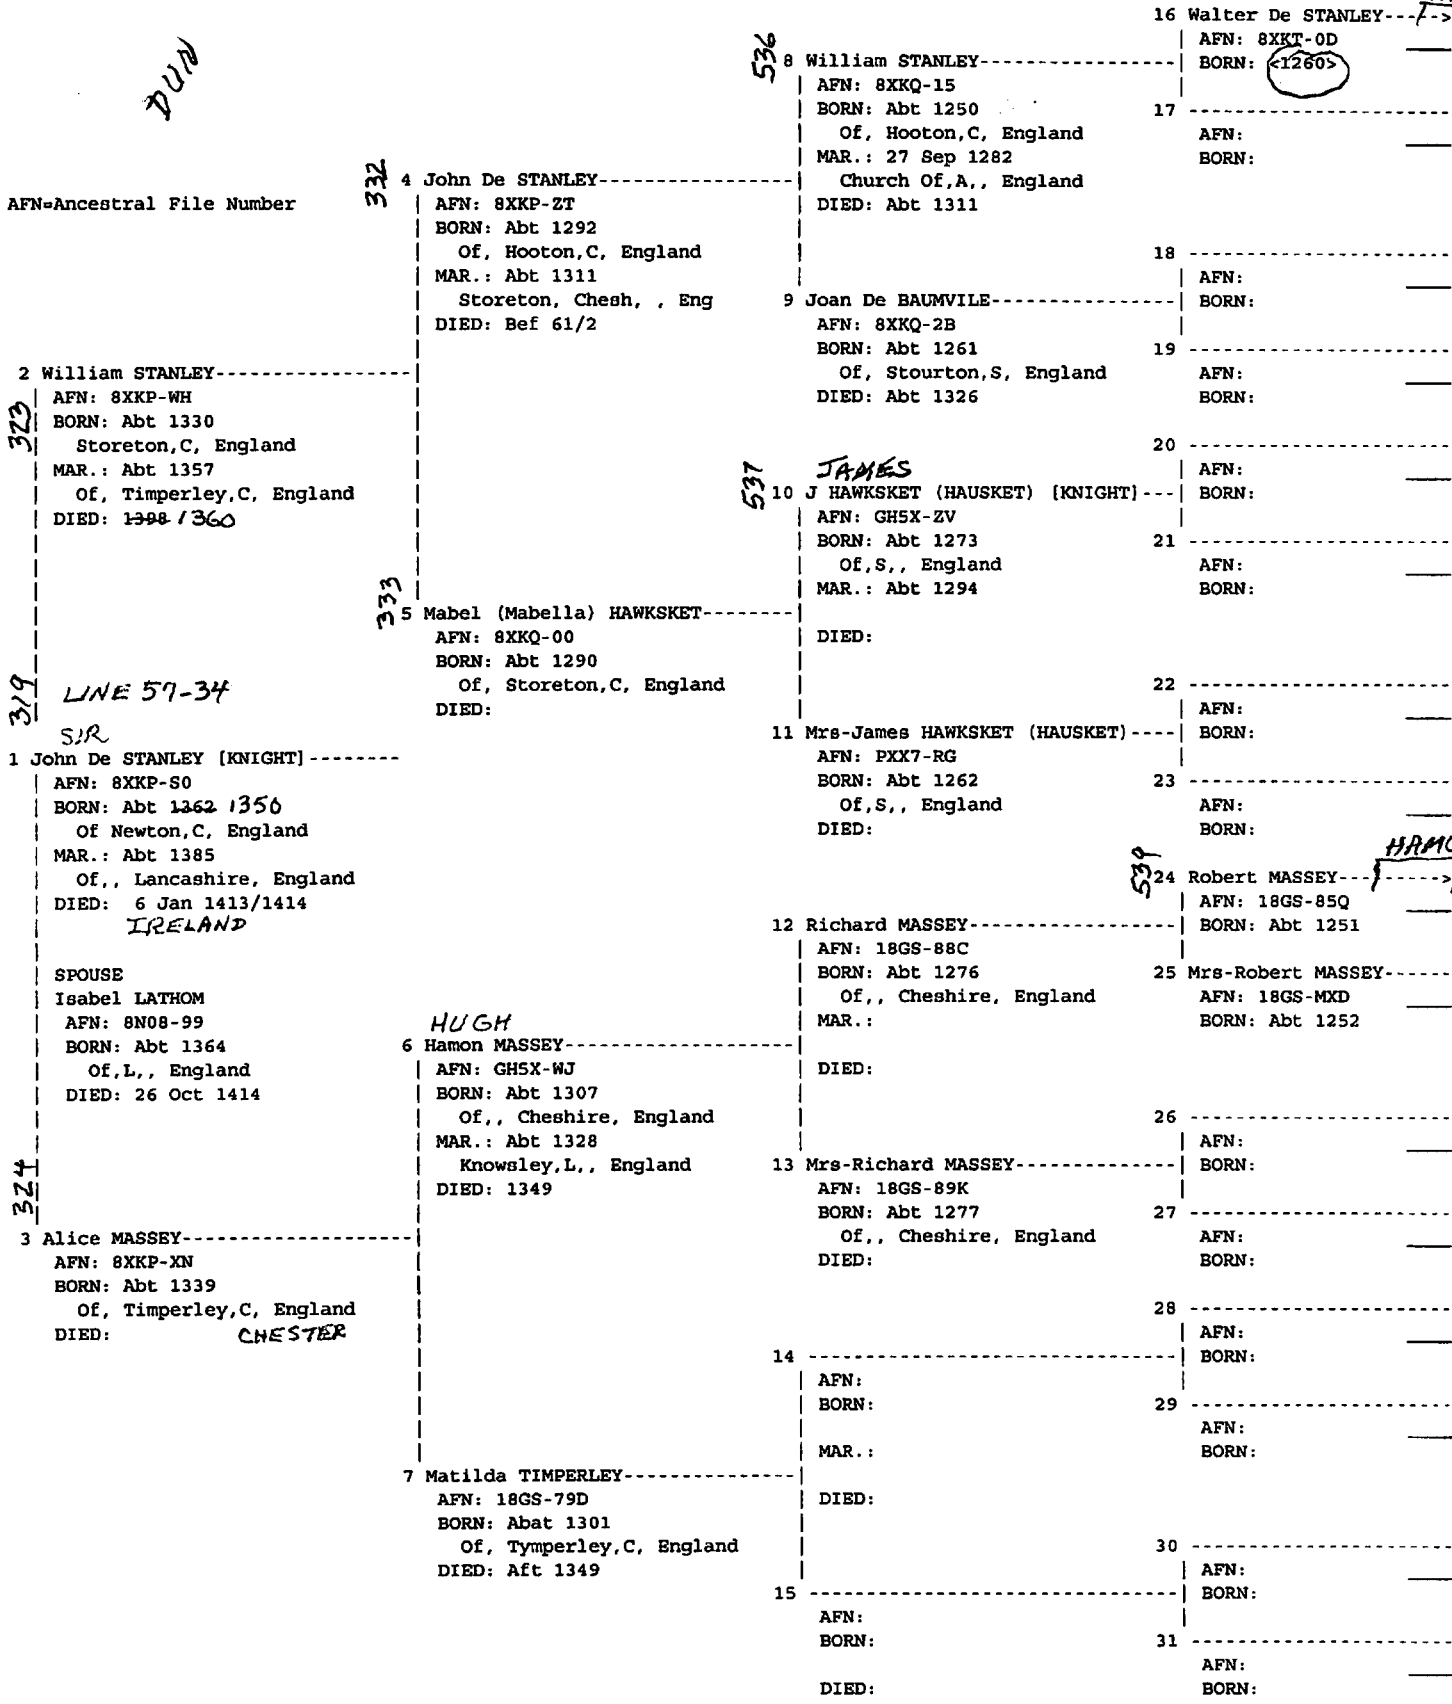 DUN
AFN=Ancestral File Number
323
2 William STANLEY
AFN: 8XKP-WH
BORN: Abt 1330
Storeton,C, England
MAR.: Abt 1357
Of, Timperley,C, England
DIED: 1398 1360
319
LINE 57-34
SIR
1 John De STANLEY [KNIGHT]
AFN: 8XKP-S0
BORN: Abt 1362 1350
Of Newton,C, England
MAR.: Abt 1385
Of,, Lancashire, England
DIED: 6 Jan 1413/1414
IRELAND
SPOUSE
Isabel LATHOM
AFN: 8N08-99
BORN: Abt 1364
Of,L,, England
DIED: 26 Oct 1414
324
3 Alice MASSEY
AFN: 8XKP-XN
BORN: Abt 1339
Of, Timperley,C, England
DIED: CHESTER
332
4 John De STANLEY
AFN: 8XKP-ZT
BORN: Abt 1292
Of, Hooton,C, England
MAR.: Abt 1311
Storeton, Chesh, , Eng
DIED: Bef 61/2
333
5 Mabel (Mabella) HAWKSKET
AFN: 8XKQ-00
BORN: Abt 1290
Of, Storeton,C, England
DIED:
HUGH
6 Hamon MASSEY
AFN: GH5X-WJ
BORN: Abt 1307
Of,, Cheshire, England
MAR.: Abt 1328
Knowsley,L,, England
DIED: 1349
7 Matilda TIMPERLEY
AFN: 18GS-79D
BORN: Abat 1301
Of, Tymperley,C, England
DIED: Aft 1349
536
8 William STANLEY
AFN: 8XKQ-15
BORN: Abt 1250
Of, Hooton,C, England
MAR.: 27 Sep 1282
Church Of,A,, England
DIED: Abt 1311
9 Joan De BAUMVILE
AFN: 8XKQ-2B
BORN: Abt 1261
Of, Stourton,S, England
DIED: Abt 1326
537
JAMES
10 J HAWKSKET (HAUSKET) [KNIGHT]
AFN: GH5X-ZV
BORN: Abt 1273
Of,S,, England
MAR.: Abt 1294
DIED:
11 Mrs-James HAWKSKET (HAUSKET)
AFN: PXX7-RG
BORN: Abt 1262
Of,S,, England
DIED:
12 Richard MASSEY
AFN: 18GS-88C
BORN: Abt 1276
Of,, Cheshire, England
MAR.:
DIED:
13 Mrs-Richard MASSEY
AFN: 18GS-89K
BORN: Abt 1277
Of,, Cheshire, England
DIED:
14
AFN:
BORN:
MAR.:
DIED:
15
AFN:
BORN:
DIED:
16 Walter De STANLEY
AFN: 8XKT-0D
BORN: <1260>
17
AFN:
BORN:
18
AFN:
BORN:
19
AFN:
BORN:
20
AFN:
BORN:
21
AFN:
BORN:
22
AFN:
BORN:
23
AFN:
BORN:
539
24 Robert MASSEY
AFN: 18GS-85Q
BORN: Abt 1251
25 Mrs-Robert MASSEY
AFN: 18GS-MXD
BORN: Abt 1252
26
AFN:
BORN:
27
AFN:
BORN:
28
AFN:
BORN:
29
AFN:
BORN:
30
AFN:
BORN:
31
AFN:
BORN: